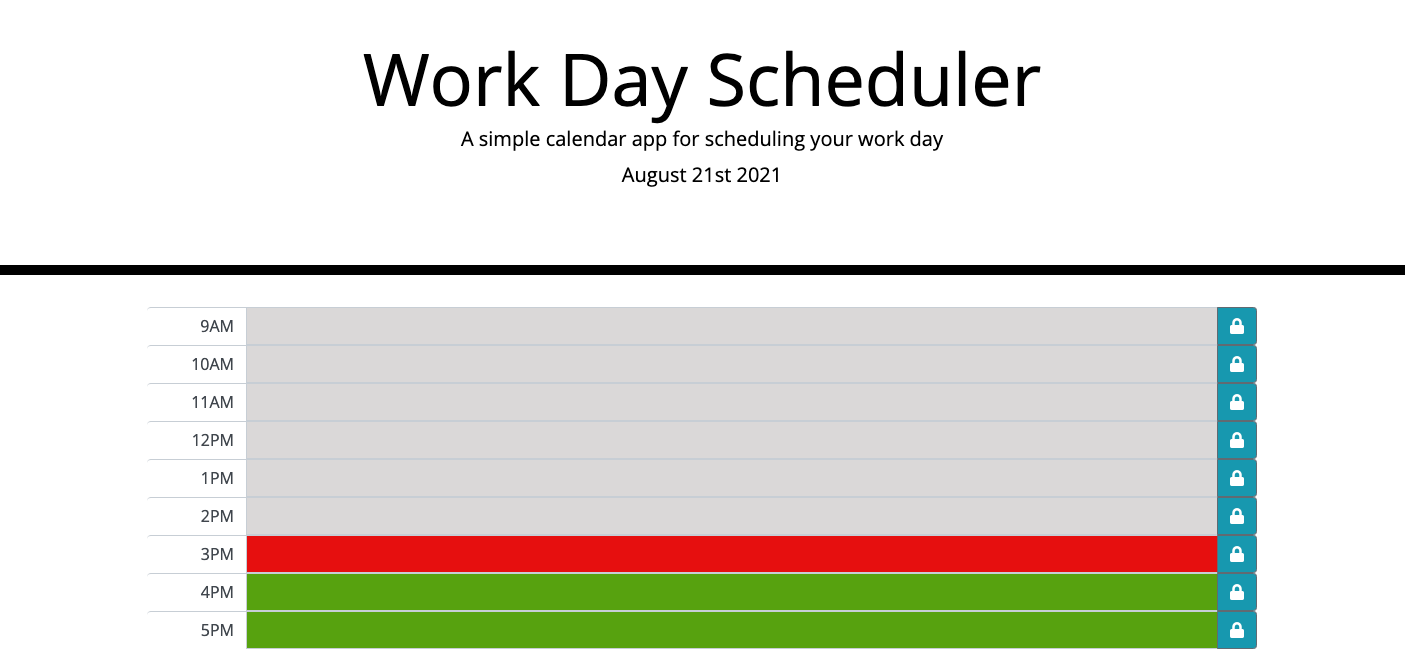 Work Day Scheduler
A simple calendar app for scheduling your work day
August 21st 2021
9AM
10AM
11AM
12PM
1PM
2PM
3PM
4PM
5PM